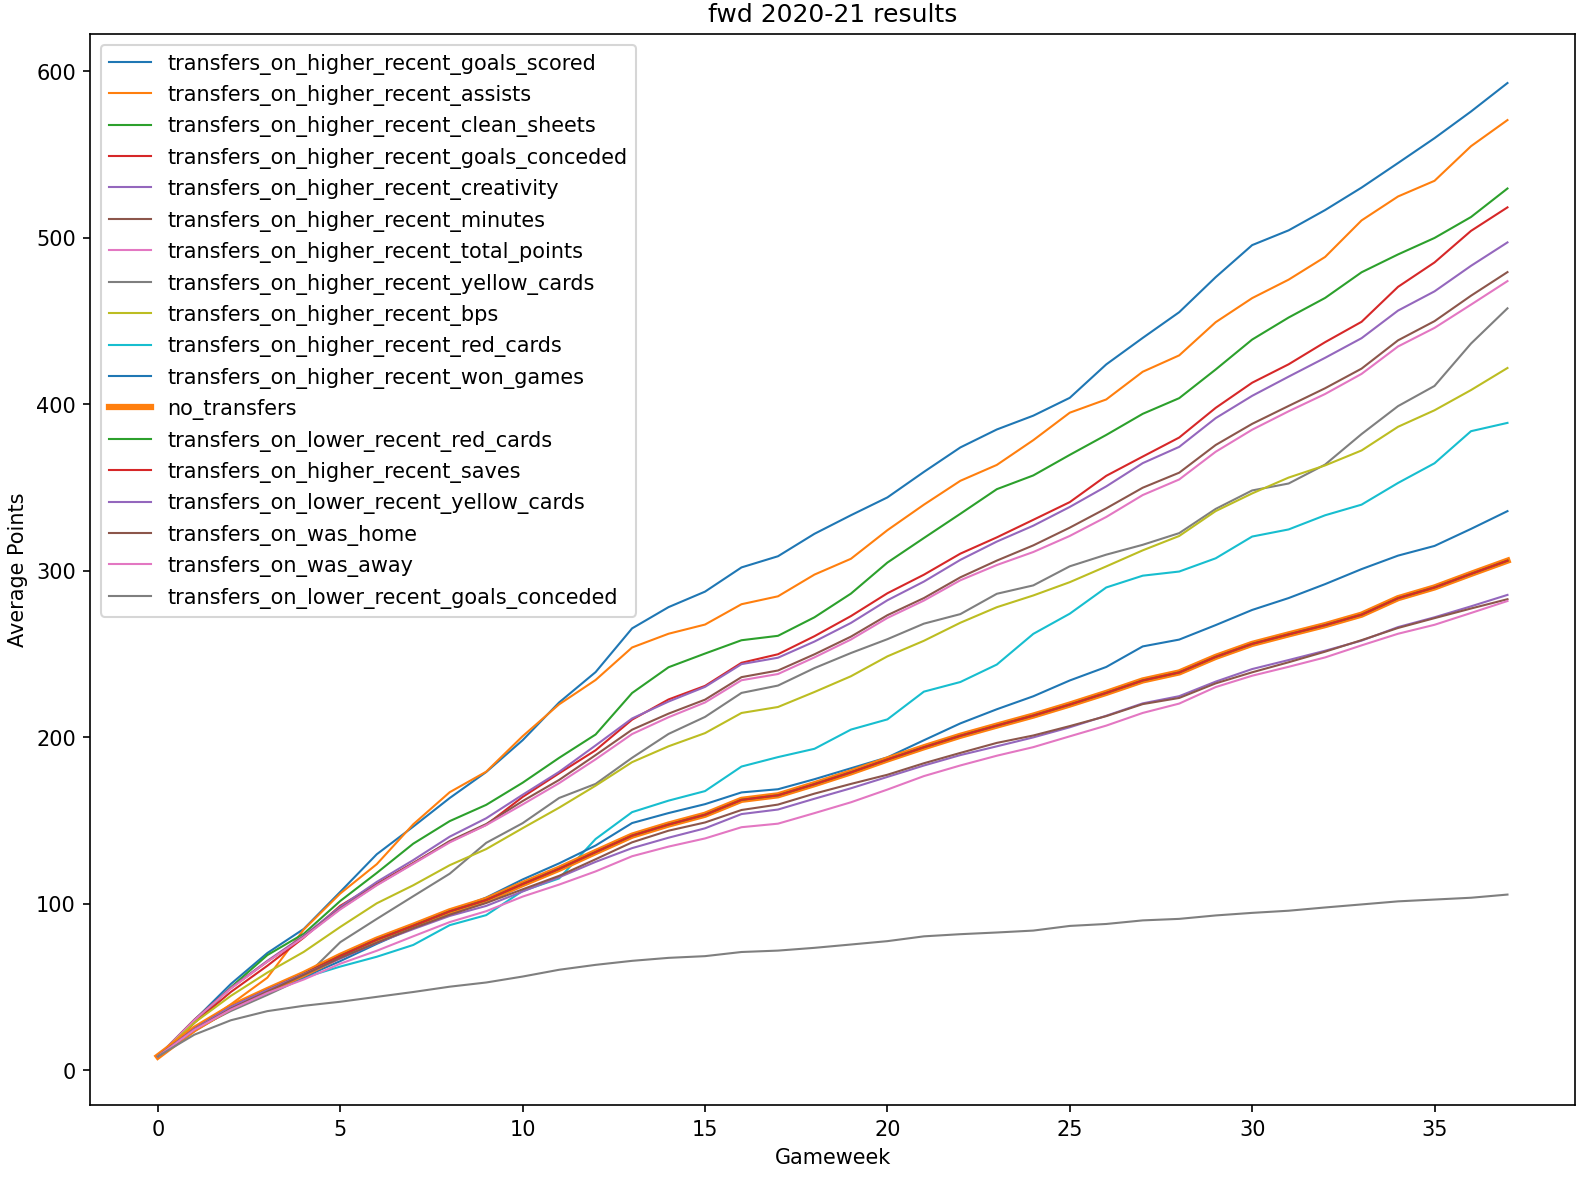 fwd 2020-21 results
600
500
400
300
200
100
0
Average Points
transfers_on_higher_recent_goals_scored
transfers_on_higher_recent_assists
transfers_on_higher_recent_clean_sheets
transfers_on_higher_recent_goals_conceded
transfers_on_higher_recent_creativity
transfers_on_higher_recent_minutes
transfers_on_higher_recent_total_points
transfers_on_higher_recent_yellow_cards
transfers_on_higher_recent_bps
transfers_on_higher_recent_red_cards
transfers_on_higher_recent_won_games
no_transfers
transfers_on_lower_recent_red_cards
transfers_on_higher_recent_saves
transfers_on_lower_recent_yellow_cards
transfers_on_was_home
transfers_on_was_away
transfers_on_lower_recent_goals_conceded
0 5 10 15 20 25 30 35
Gameweek